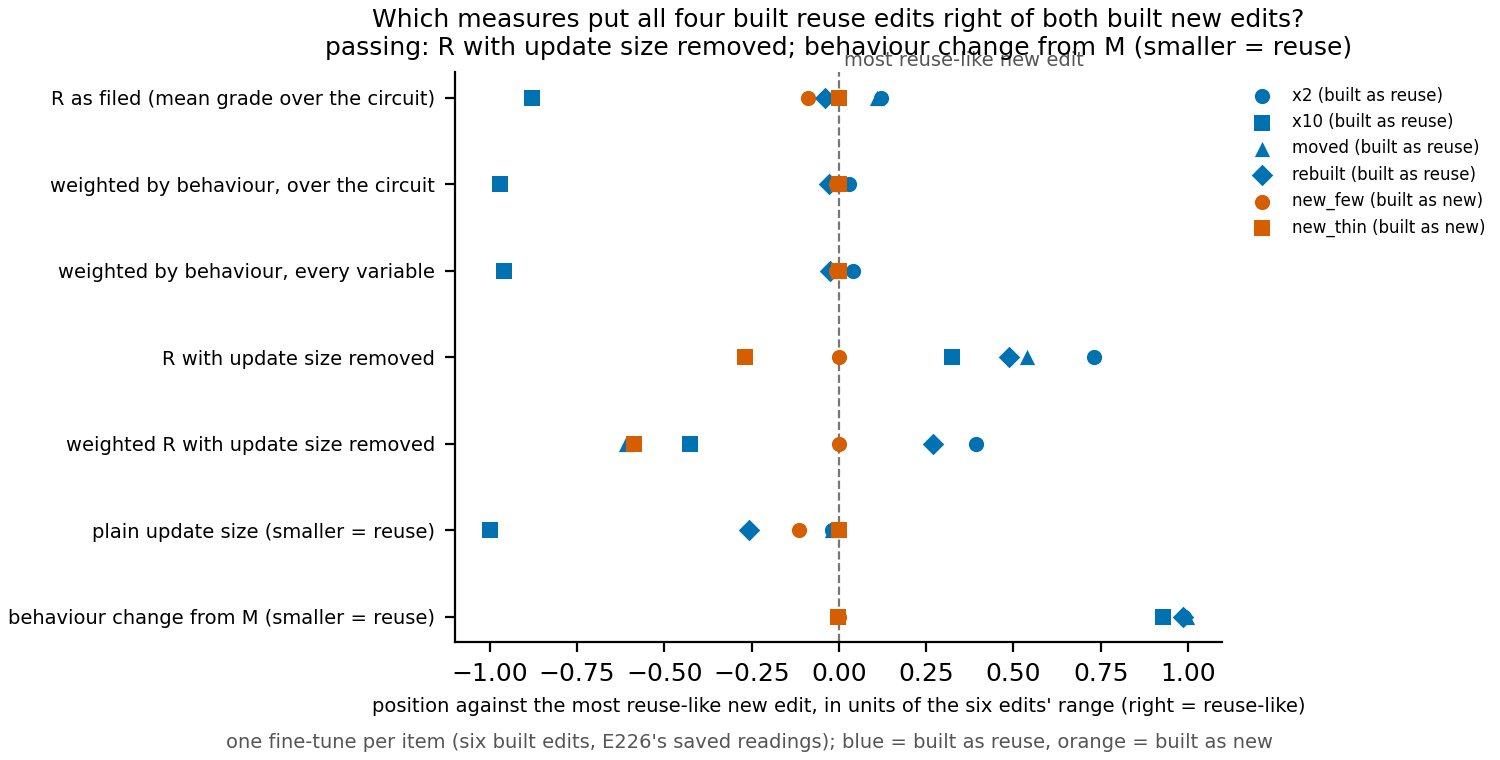 Which measures put all four built reuse edits right of both built new edits?
passing: R with update size removed; behaviour change from M (smaller = reuse)
most reuse-like new edit
R as filed (mean grade over the circuit)
weighted by behaviour, over the circuit
weighted by behaviour, every variable
R with update size removed
weighted R with update size removed
plain update size (smaller = reuse)
behaviour change from M (smaller = reuse)
x2 (built as reuse)
x10 (built as reuse)
moved (built as reuse)
rebuilt (built as reuse)
new_few (built as new)
new_thin (built as new)
−1.00 −0.75 −0.50 −0.25 0.00 0.25 0.50 0.75 1.00
position against the most reuse-like new edit, in units of the six edits' range (right = reuse-like)
one fine-tune per item (six built edits, E226's saved readings); blue = built as reuse, orange = built as new